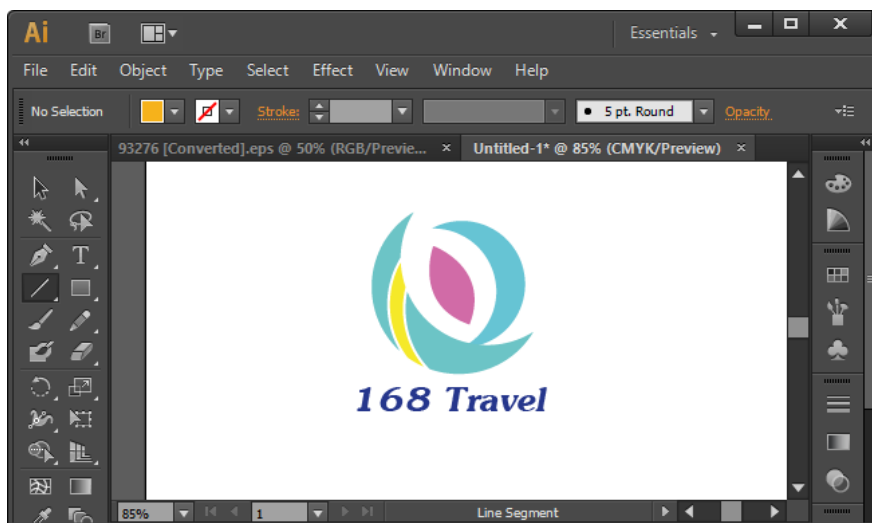 Ai Br Essentials
File Edit Object Type Select Effect View Window Help
No Selection Stroke: 5 pt. Round Opacity
93276 [Converted].eps @ 50% (RGB/Previe... × Untitled-1* @ 85% (CMYK/Preview) ×
T
168 Travel
85% 1 Line Segment